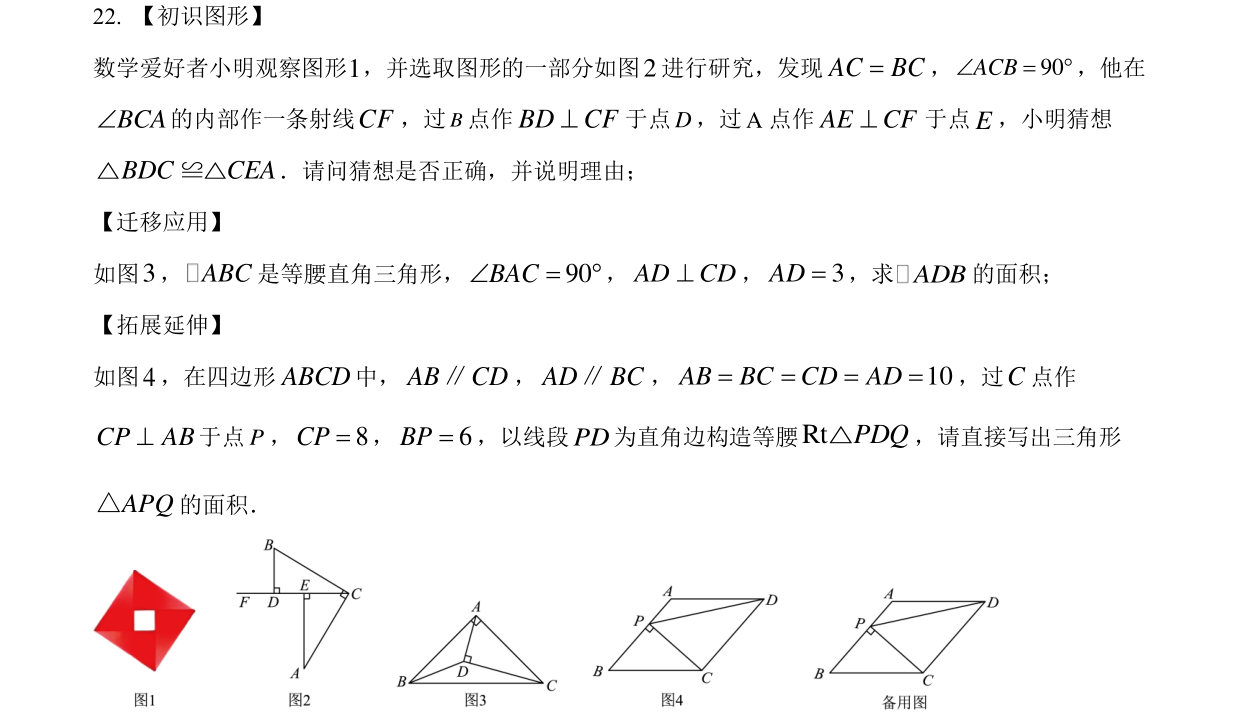 22. 【初识图形】
数学爱好者小明观察图形1，并选取图形的一部分如图2进行研究，发现 AC = BC，∠ACB = 90°，他在
∠BCA的内部作一条射线CF，过B点作 BD⊥CF 于点D，过A点作 AE⊥CF 于点E，小明猜想
△BDC≌△CEA．请问猜想是否正确，并说明理由；
【迁移应用】
如图3，□ABC是等腰直角三角形，∠BAC = 90°，AD⊥CD，AD = 3，求□ADB的面积；
【拓展延伸】
如图4，在四边形ABCD中，AB∥CD，AD∥BC，AB = BC = CD = AD = 10，过C点作
CP⊥AB于点P，CP = 8，BP = 6，以线段PD为直角边构造等腰Rt△PDQ，请直接写出三角形
△APQ的面积．
B
F D E C
A
图1
图2
A
D
B C
图3
A D
P
B C
图4
A D
P
B C
备用图